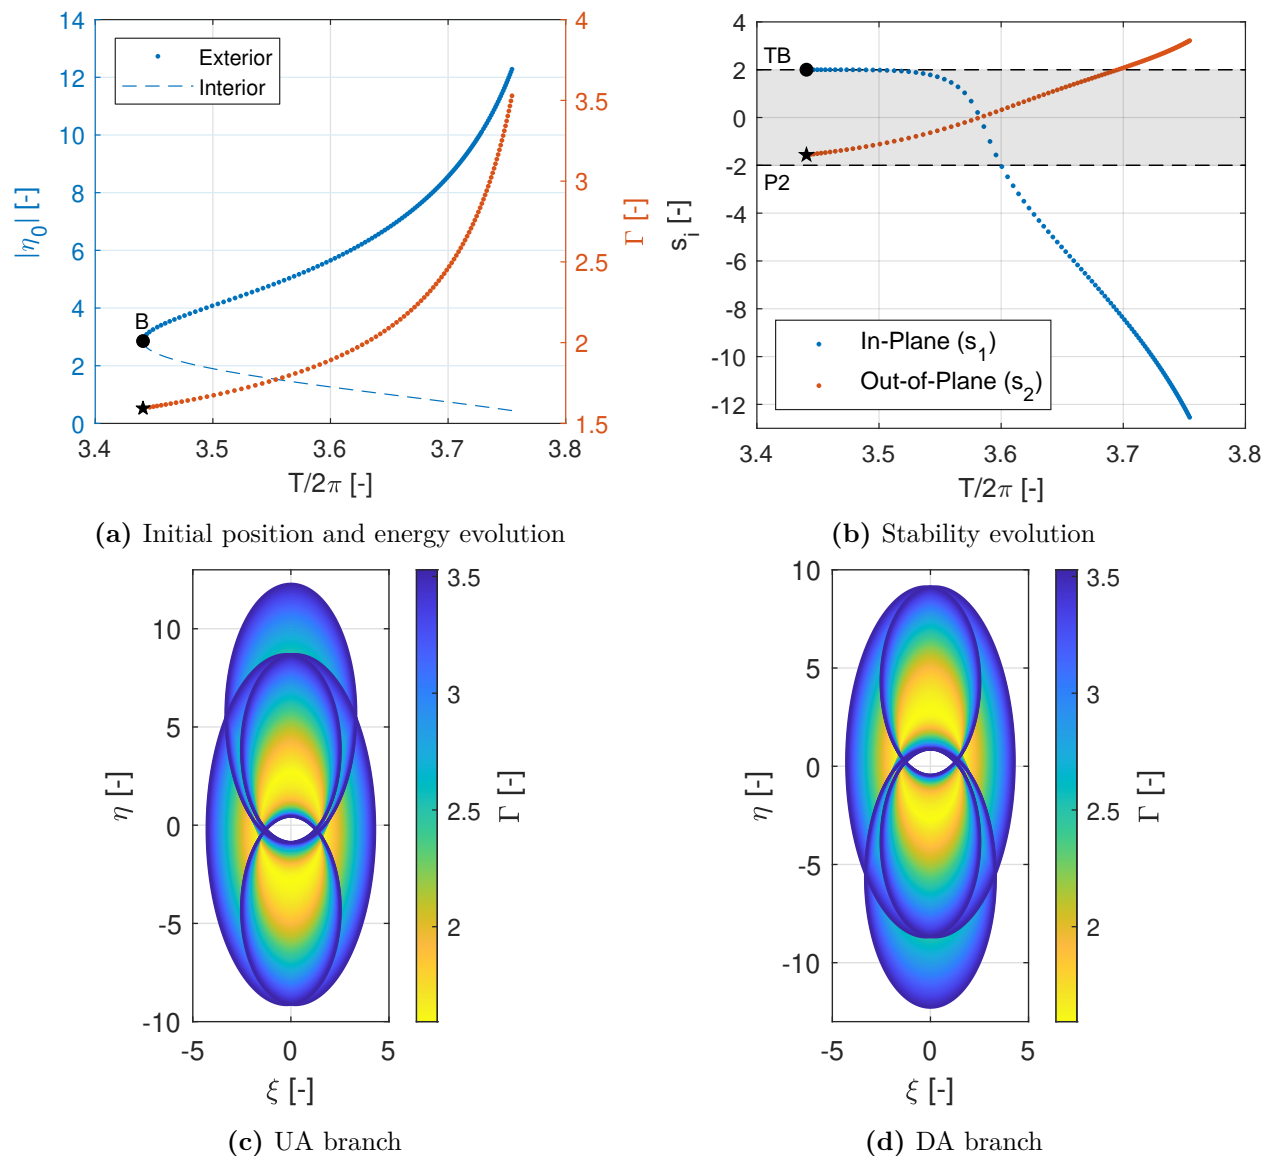 14
12
10
8
6
4
2
0
|η0| [-]
Exterior
Interior
B
4
3.5
3
2.5
2
1.5
Γ [-]
3.4
3.5
3.6
3.7
3.8
T/2π [-]
(a) Initial position and energy evolution
4
2
0
-2
-4
-6
-8
-10
-12
s_i [-]
TB
P2
In-Plane (s_1)
Out-of-Plane (s_2)
3.4
3.5
3.6
3.7
3.8
T/2π [-]
(b) Stability evolution
10
5
0
-5
-10
η [-]
-5
0
5
ξ [-]
3.5
3
2.5
2
Γ [-]
(c) UA branch
10
5
0
-5
-10
η [-]
-5
0
5
ξ [-]
3.5
3
2.5
2
Γ [-]
(d) DA branch